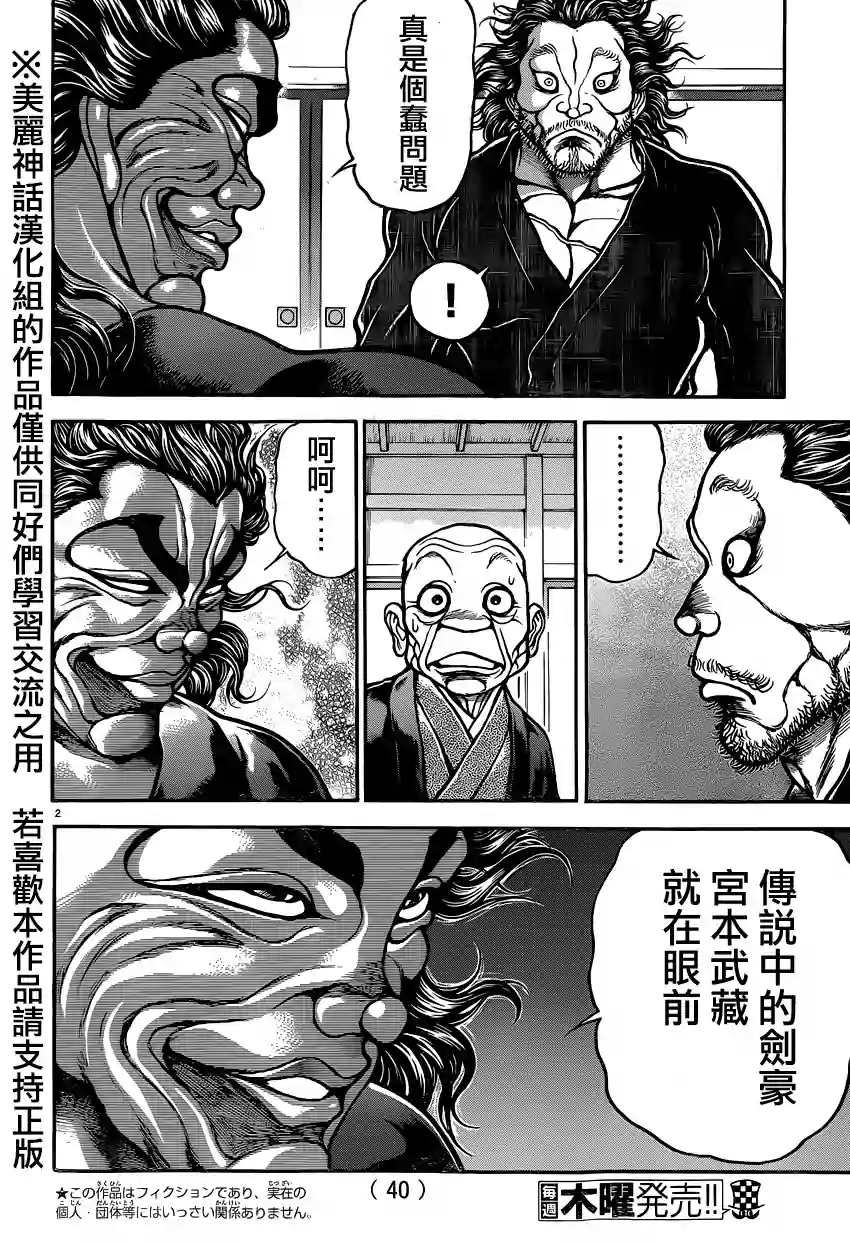 ※美麗神話漢化組的作品僅供同好們學習交流之用 若喜歡本作品請支持正版
真是個蠢問題
!
………
呵呵……
2
傳說中的劍豪
宮本武藏
就在眼前
★この作品はフィクションであり、実在の
個人・団体等にはいっさい関係ありません。
(40)
毎週木曜発売!!